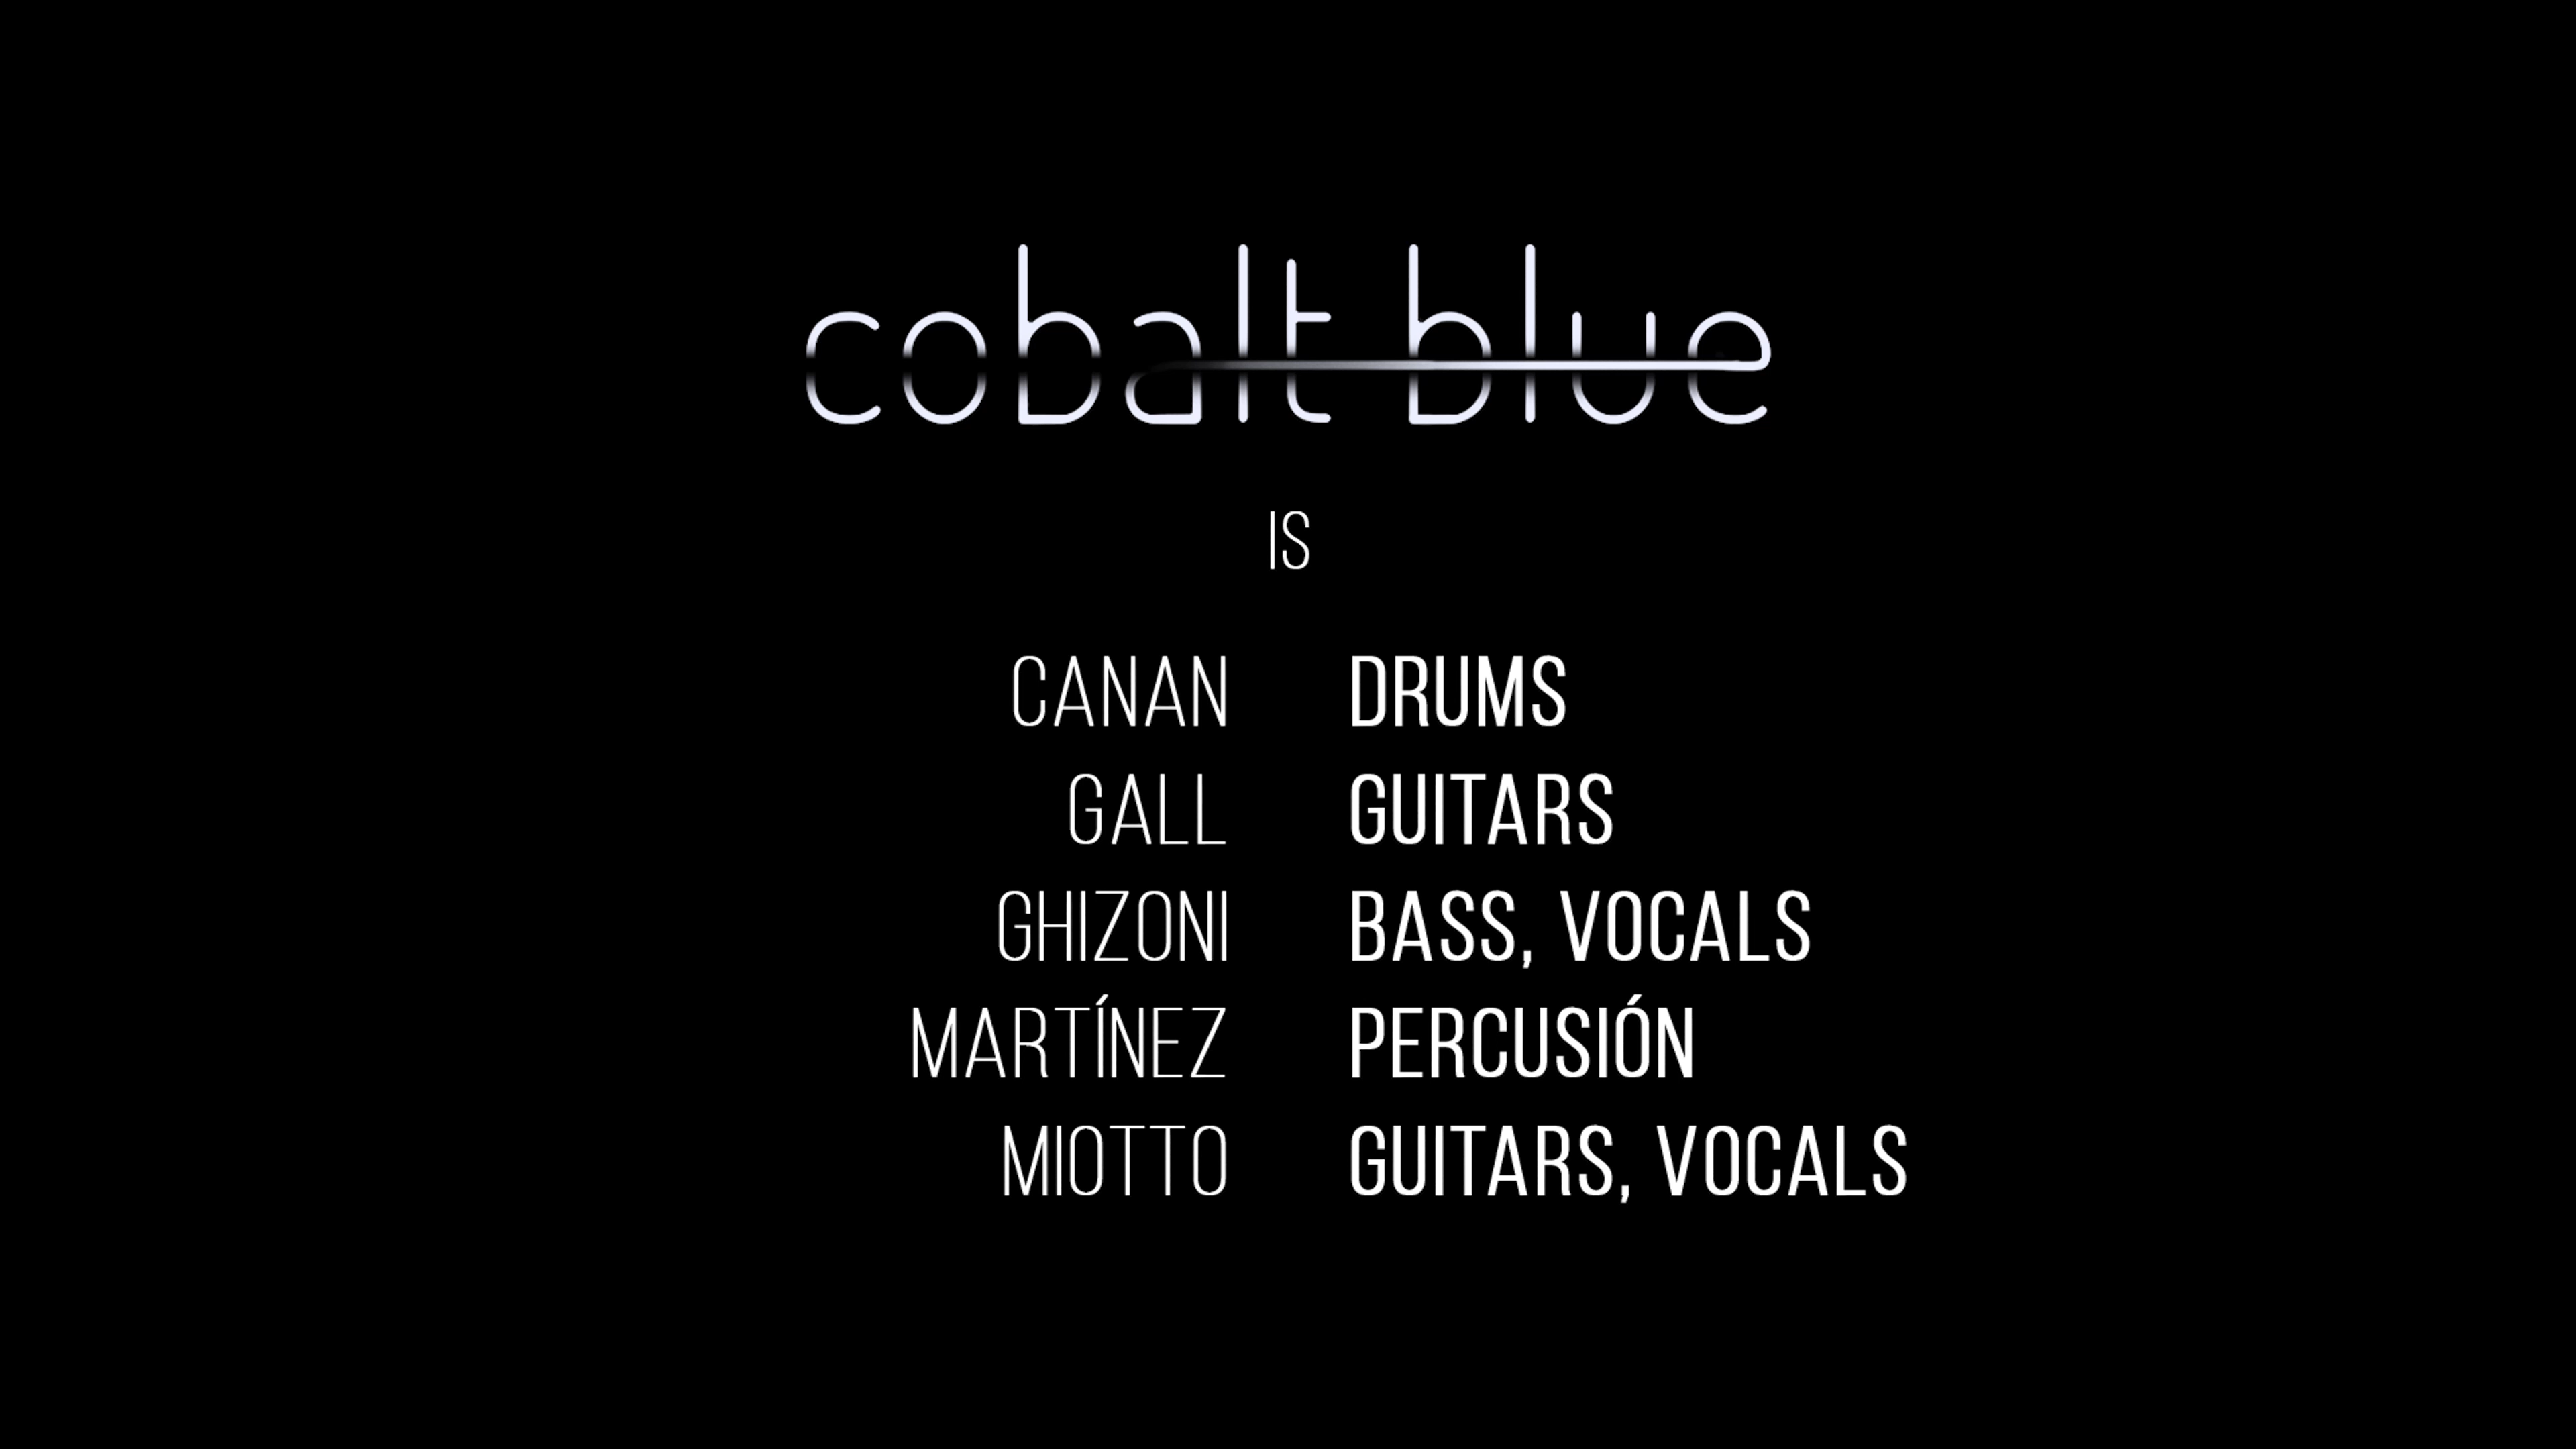 cobalt blue
IS
CANAN DRUMS
GALL GUITARS
GHIZONI BASS, VOCALS
MARTÍNEZ PERCUSIÓN
MIOTTO GUITARS, VOCALS